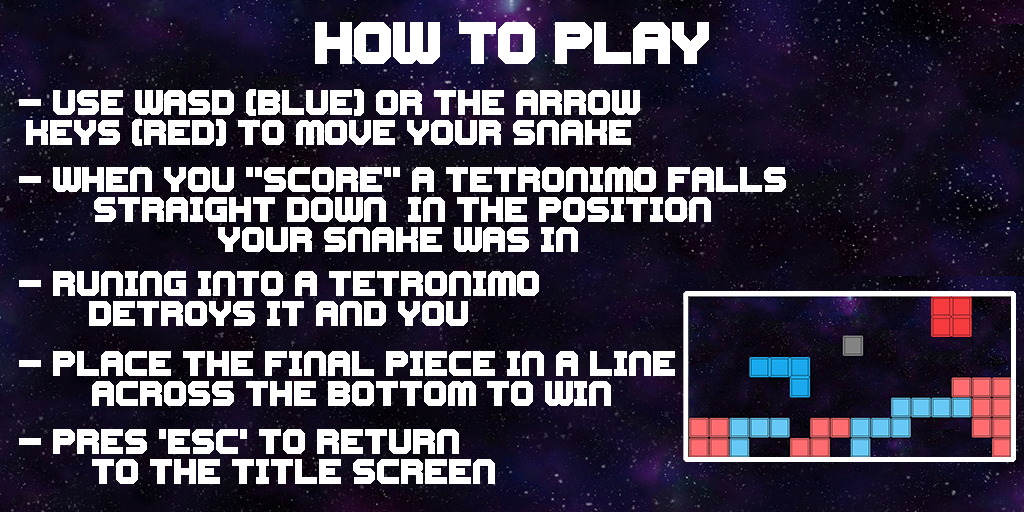 HOW TO PLAY
- USE WASD (BLUE) OR THE ARROW
KEYS (RED) TO MOVE YOUR SNAKE
- WHEN YOU "SCORE" A TETRONIMO FALLS
STRAIGHT DOWN IN THE POSITION
YOUR SNAKE WAS IN
- RUNING INTO A TETRONIMO
DETROYS IT AND YOU
- PLACE THE FINAL PIECE IN A LINE
ACROSS THE BOTTOM TO WIN
- PRES 'ESC' TO RETURN
TO THE TITLE SCREEN